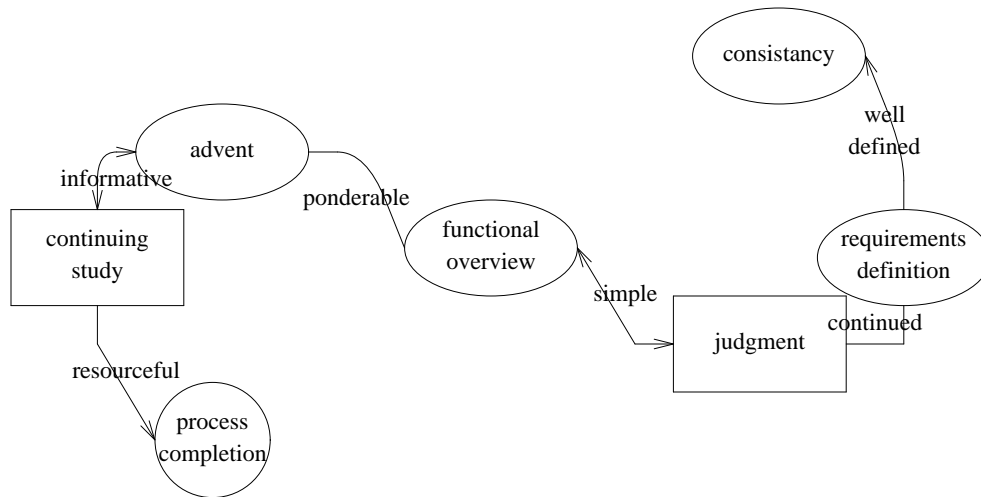 consistancy
well
defined
advent
informative
ponderable
continuing
study
functional
overview
requirements
definition
simple
continued
judgment
resourceful
process
completion